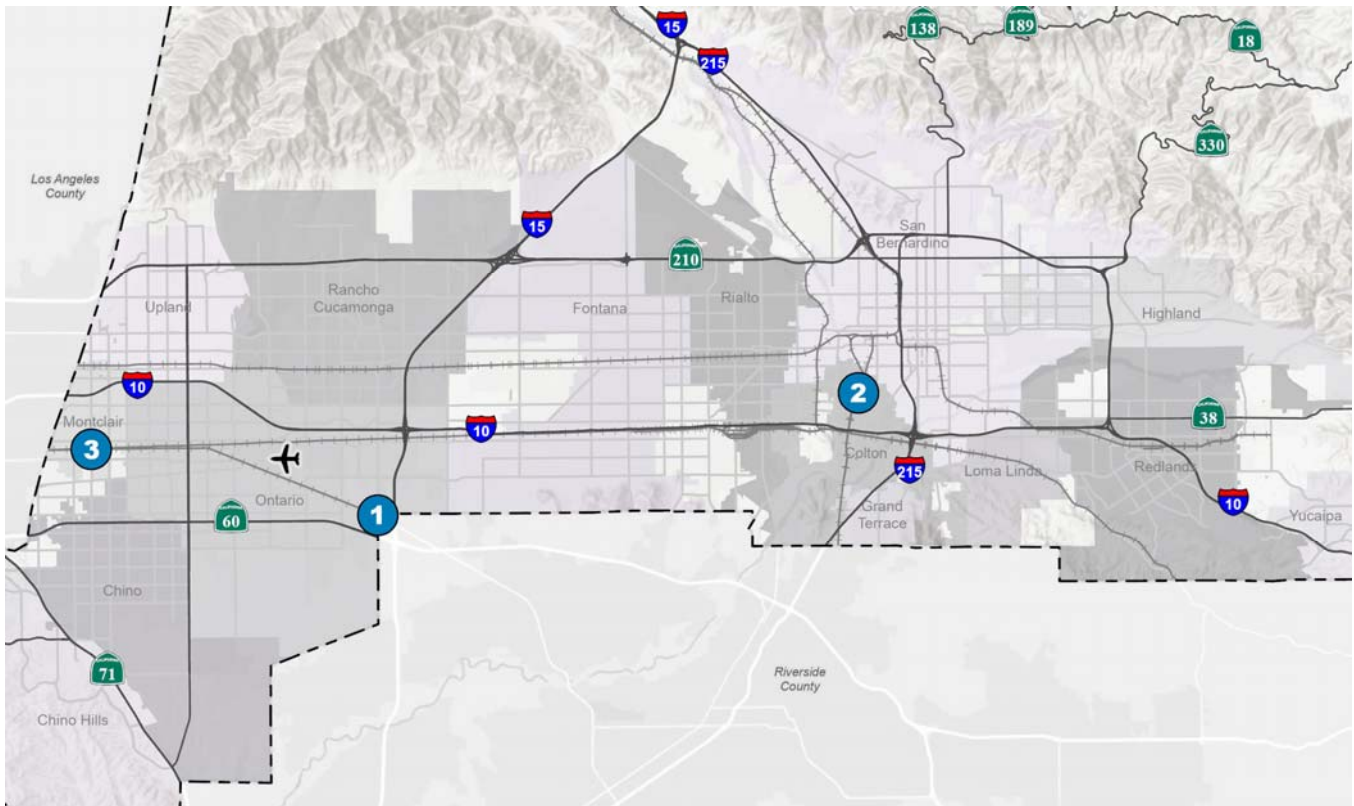 15
138
189
18
215
330
Los Angeles
County
15
San
Bernardino
210
Upland
Rancho
Cucamonga
Fontana
Rialto
Highland
10
2
Montclair
3
10
38
Colton
215
Loma Linda
Redlands
Ontario
1
60
Grand
Terrace
10
Yucaipa
Chino
71
Riverside
County
Chino Hills